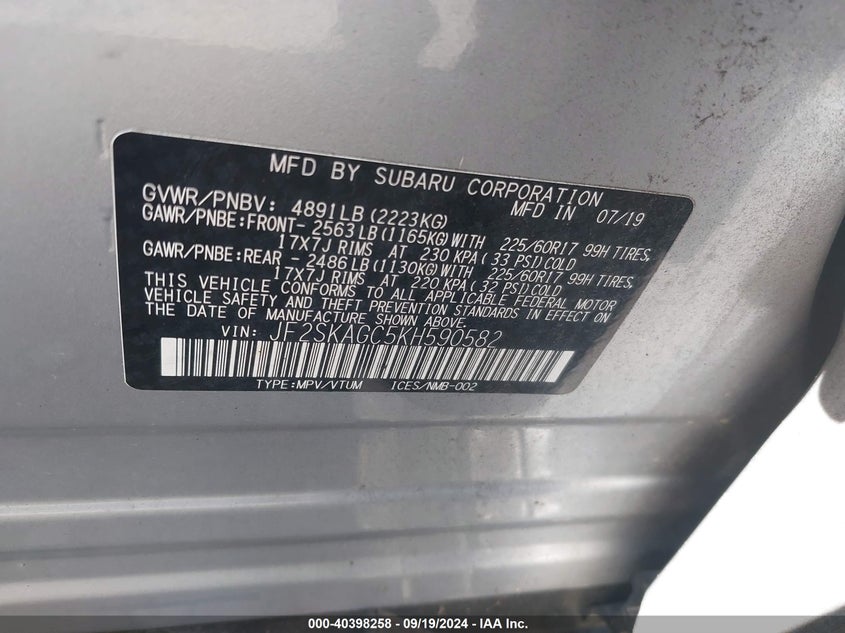 MFD BY SUBARU CORPORATION
GVWR/PNBV: 4891LB(2223KG) MFD IN 07/19
GAWR/PNBE:FRONT- 2563LB(1165KG)WITH 225/60R17 99H TIRES,
17X7J RIMS AT 230 KPA(33 PSI)COLD
GAWR/PNBE:REAR - 2486LB(1130KG)WITH 225/60R17 99H TIRES,
17X7J RIMS AT 220 KPA(32 PSI)COLD
THIS VEHICLE CONFORMS TO ALL APPLICABLE FEDERAL MOTOR
VEHICLE SAFETY AND THEFT PREVENTION STANDARDS IN EFFECT ON
THE DATE OF MANUFACTURE SHOWN ABOVE.
VIN: JF2SKAGC5KH590582
TYPE:MPV/VTUM ICES/NMB-002
000-40398258 - 09/19/2024 - IAA Inc.